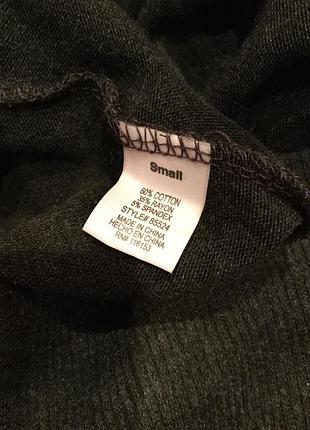 Small
60% COTTON
35% RAYON
5% SPANDEX
STYLE# 85524
MADE IN CHINA
HECHO EN CHINA
RN# 116153